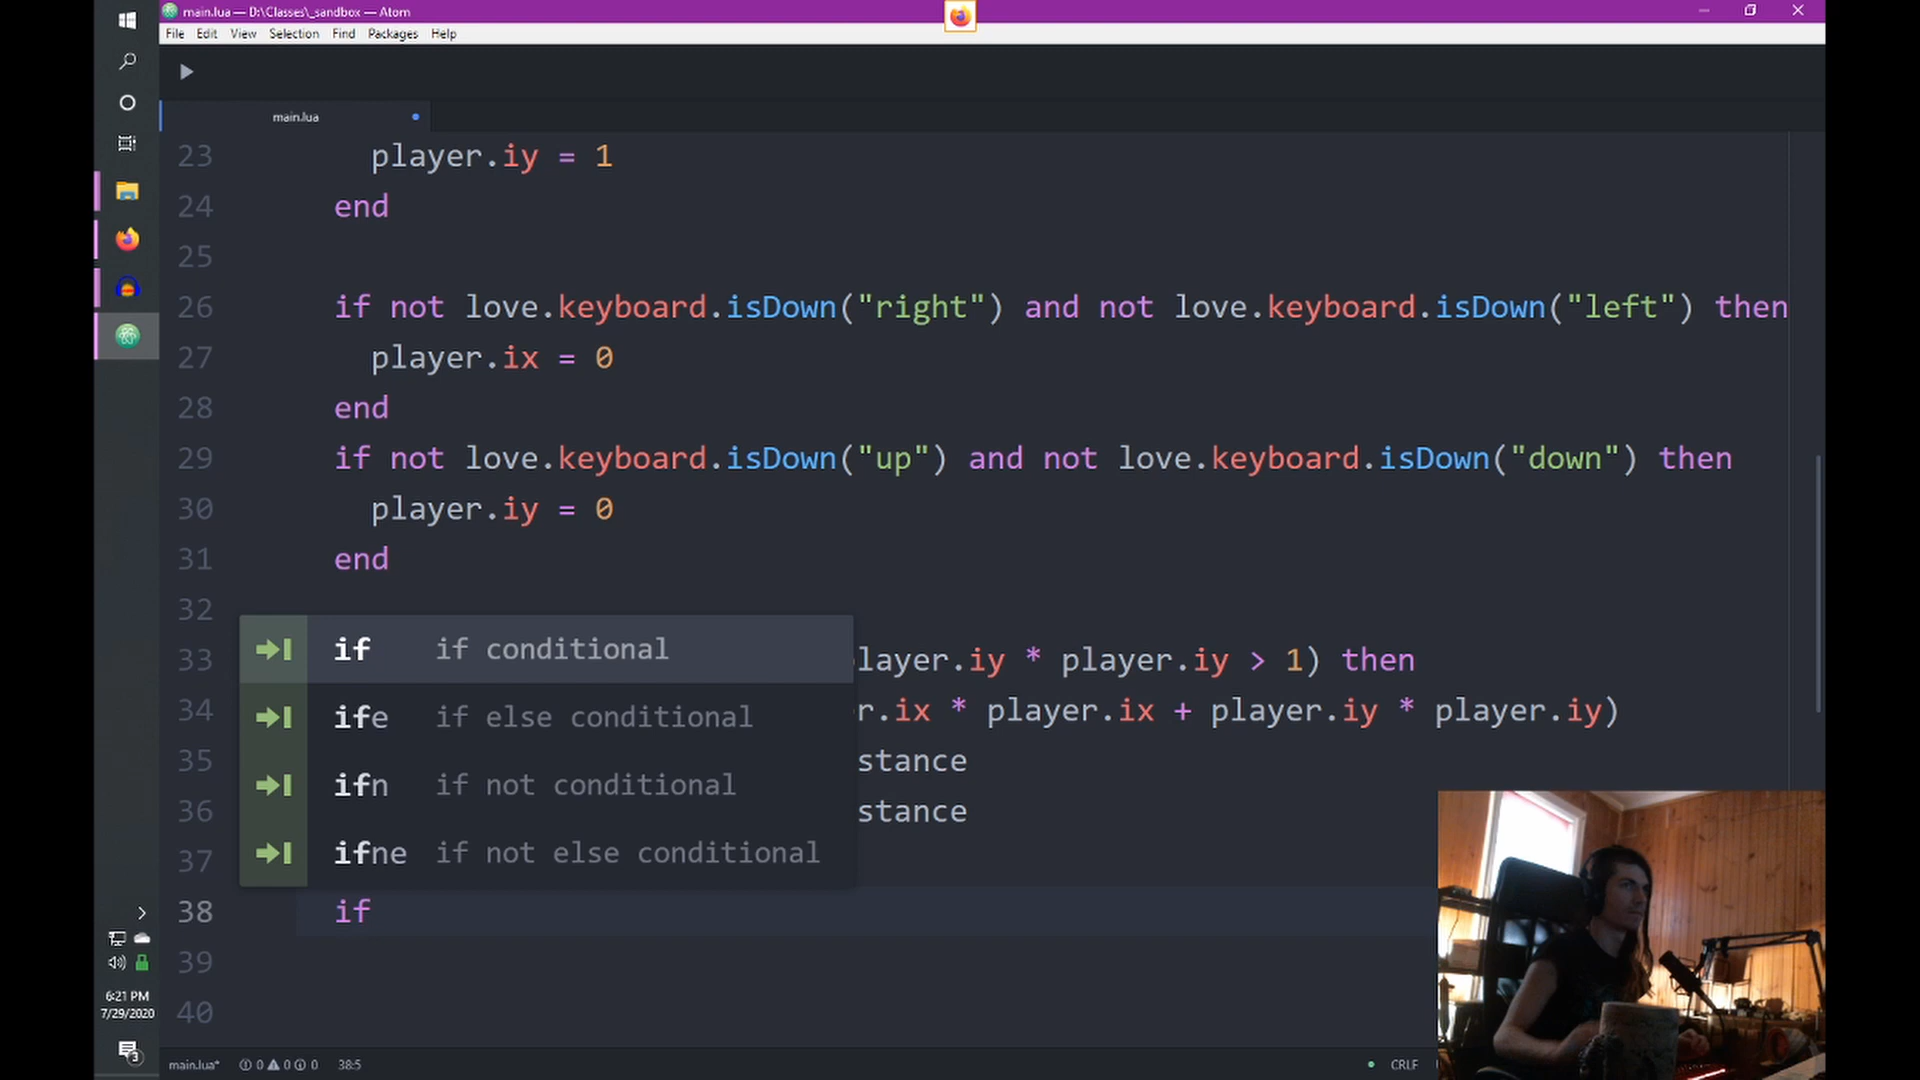 main.lua — D:\Classes\_sandbox — Atom
File Edit View Selection Find Packages Help
main.lua
23 player.iy = 1
24 end
25
26 if not love.keyboard.isDown("right") and not love.keyboard.isDown("left") then
27 player.ix = 0
28 end
29 if not love.keyboard.isDown("up") and not love.keyboard.isDown("down") then
30 player.iy = 0
31 end
32
if if conditional
ife if else conditional
ifn if not conditional
ifne if not else conditional
33 layer.iy * player.iy > 1) then
34 r.ix * player.ix + player.iy * player.iy)
35 stance
36 stance
37
38 if
39
40
6:21 PM
7/29/2020
3
main.lua* 0 0 0 38:5 CRLF